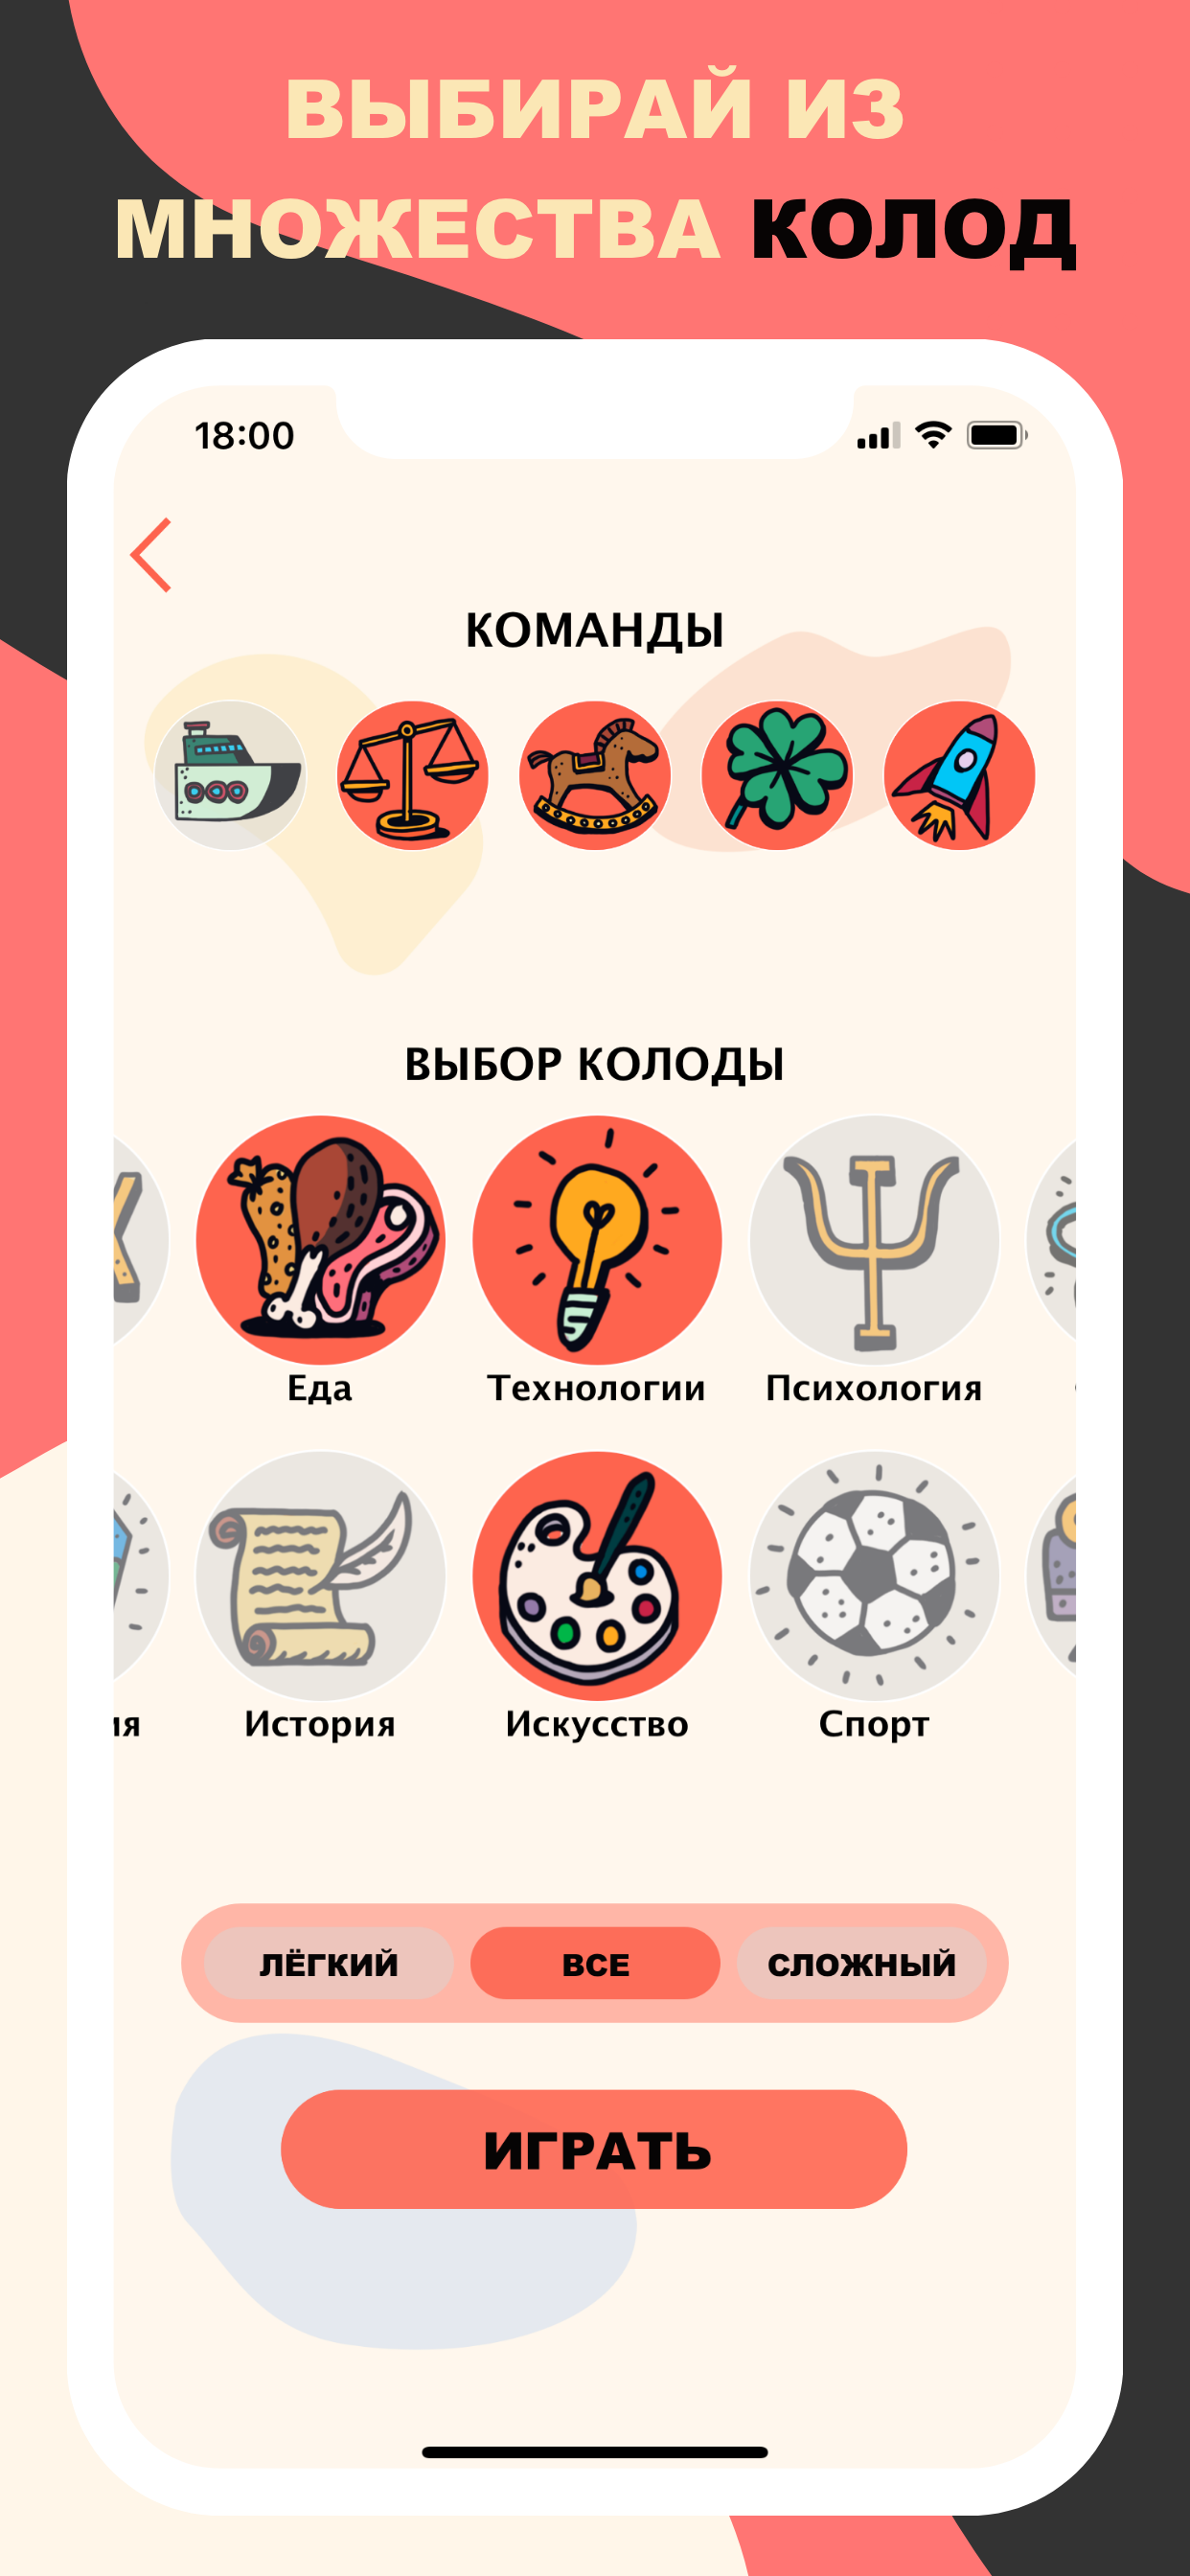 ВЫБИРАЙ ИЗ
МНОЖЕСТВА КОЛОД
18:00
КОМАНДЫ
ВЫБОР КОЛОДЫ
Еда Технологии Психология
История Искусство Спорт
ЛЁГКИЙ ВСЕ СЛОЖНЫЙ
ИГРАТЬ